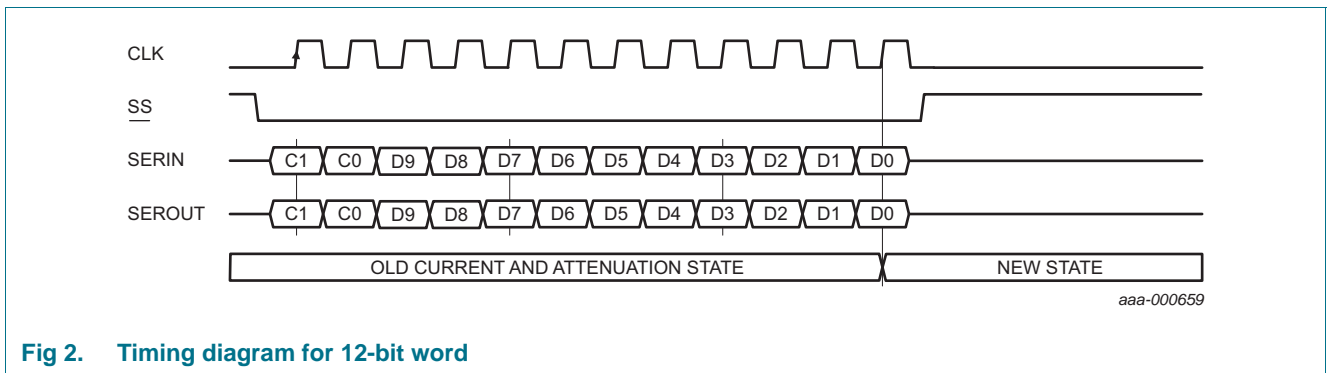 CLK
SS
SERIN C1 C0 D9 D8 D7 D6 D5 D4 D3 D2 D1 D0
SEROUT C1 C0 D9 D8 D7 D6 D5 D4 D3 D2 D1 D0
OLD CURRENT AND ATTENUATION STATE NEW STATE
aaa-000659
Fig 2. Timing diagram for 12-bit word